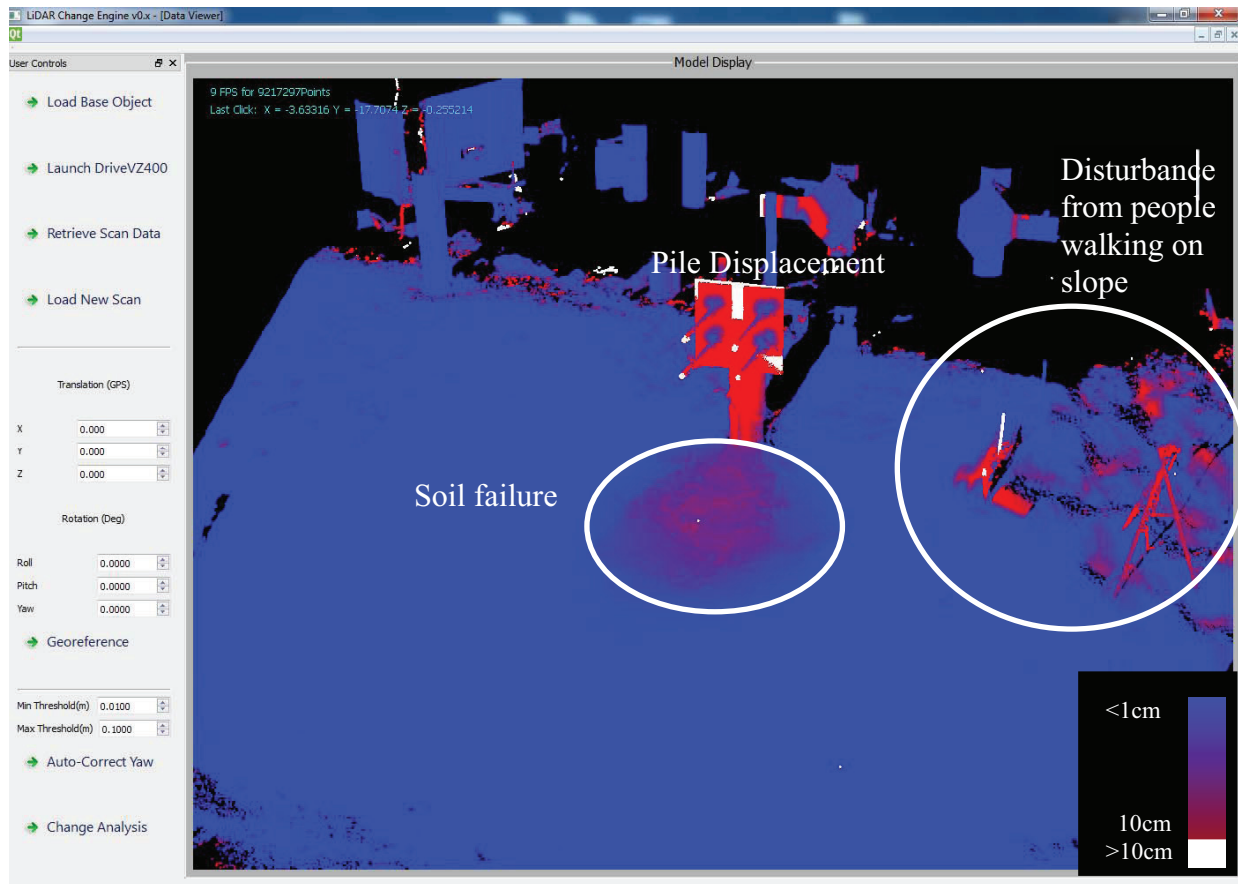 LiDAR Change Engine v0.x - [Data Viewer]
Qt
User Controls
Model Display
9 FPS for 9217297Points
Last Click: X = -3.63316 Y = -17.7074 Z = -0.255214
Load Base Object
Launch DriveVZ400
Retrieve Scan Data
Load New Scan
Translation (GPS)
X 0.000
Y 0.000
Z 0.000
Rotation (Deg)
Roll 0.0000
Pitch 0.0000
Yaw 0.0000
Georeference
Min Threshold(m) 0.0100
Max Threshold(m) 0.1000
Auto-Correct Yaw
Change Analysis
Pile Displacement
Disturbance
from people
walking on
slope
Soil failure
<1cm
10cm
>10cm